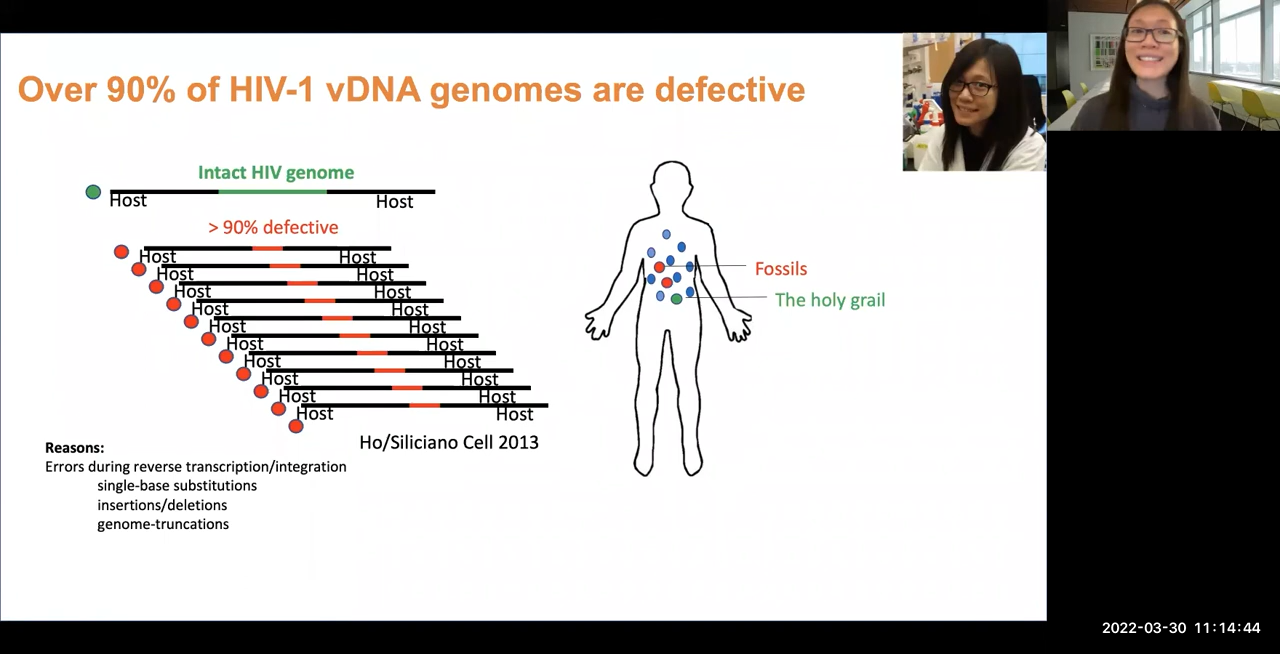 Over 90% of HIV-1 vDNA genomes are defective
Intact HIV genome
Host Host
> 90% defective
Host Host
Host Host
Host Host
Host Host
Host Host
Host Host
Host Host
Host Host
Host Host
Host Host
Ho/Siliciano Cell 2013
Reasons:
Errors during reverse transcription/integration
single-base substitutions
insertions/deletions
genome-truncations
Fossils
The holy grail
2022-03-30 11:14:44